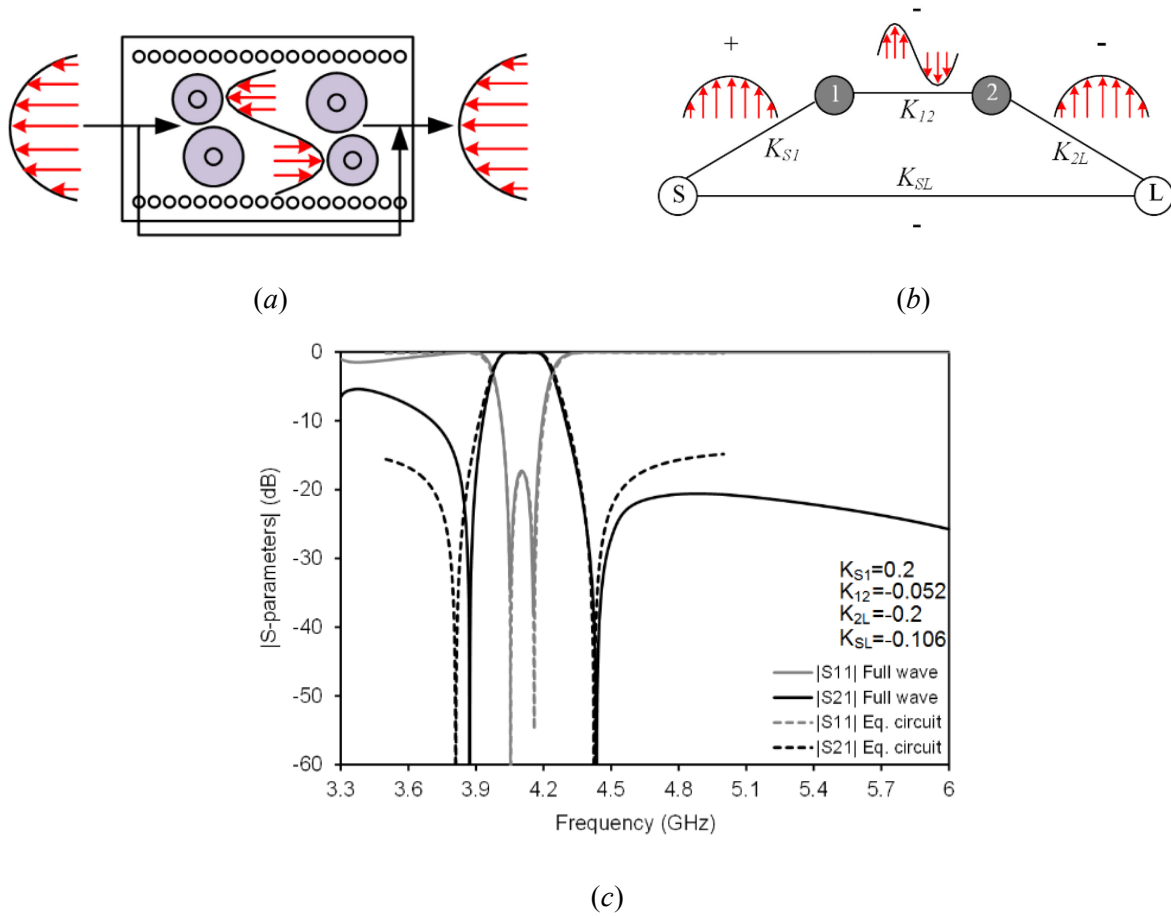 +
-
-
1
2
K12
KS1
K2L
KSL
S
L
-
(a)
(b)
|S-parameters| (dB)
0
-10
-20
-30
-40
-50
-60
KS1=0.2
K12=-0.052
K2L=-0.2
KSL=-0.106
|S11| Full wave
|S21| Full wave
|S11| Eq. circuit
|S21| Eq. circuit
3.3 3.6 3.9 4.2 4.5 4.8 5.1 5.4 5.7 6
Frequency (GHz)
(c)